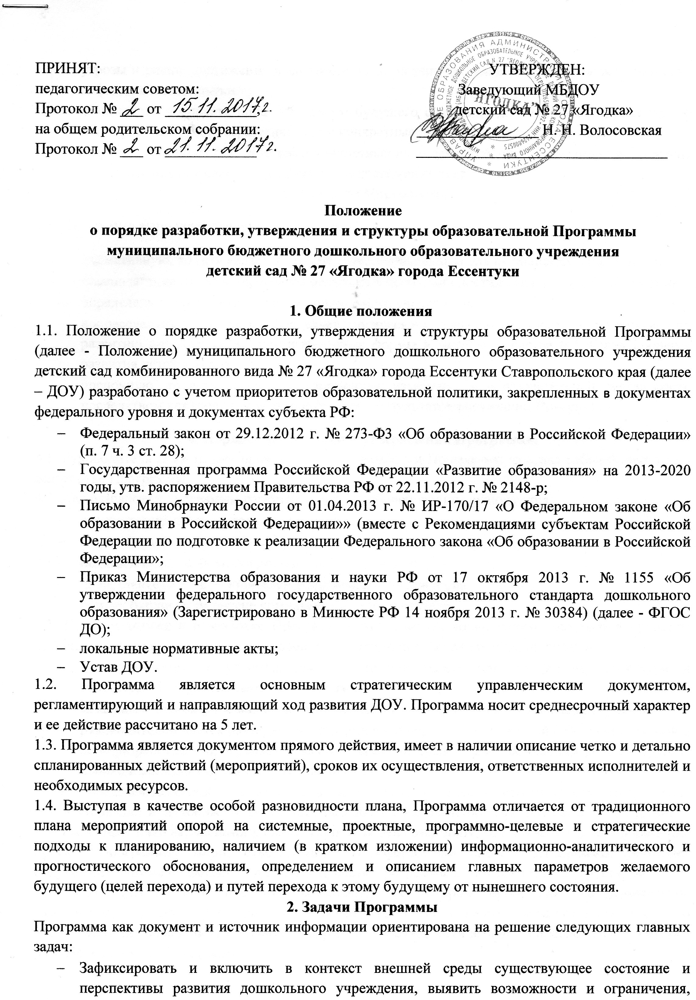 ПРИНЯТ:
педагогическим советом:
Протокол № 2 от 15.11.2017г.,
на общем родительском собрании:
Протокол № 2 от 21.11.2017г.
УТВЕРЖДЕН:
Заведующий МБДОУ
детский сад № 27 «Ягодка»
Н. Н. Волосовская
"ЯГОДКА"
УПРАВЛЕНИЕ ОБРАЗОВАНИЯ АДМИНИСТРАЦИИ ГОРОДА ЕССЕНТУКИ
Положение
о порядке разработки, утверждения и структуры образовательной Программы
муниципального бюджетного дошкольного образовательного учреждения
детский сад № 27 «Ягодка» города Ессентуки
1. Общие положения
1.1. Положение о порядке разработки, утверждения и структуры образовательной Программы
(далее - Положение) муниципального бюджетного дошкольного образовательного учреждения
детский сад комбинированного вида № 27 «Ягодка» города Ессентуки Ставропольского края (далее
– ДОУ) разработано с учетом приоритетов образовательной политики, закрепленных в документах
федерального уровня и документах субъекта РФ:
– Федеральный закон от 29.12.2012 г. № 273-ФЗ «Об образовании в Российской Федерации»
(п. 7 ч. 3 ст. 28);
– Государственная программа Российской Федерации «Развитие образования» на 2013-2020
годы, утв. распоряжением Правительства РФ от 22.11.2012 г. № 2148-р;
– Письмо Минобрнауки России от 01.04.2013 г. № ИР-170/17 «О Федеральном законе «Об
образовании в Российской Федерации»» (вместе с Рекомендациями субъектам Российской
Федерации по подготовке к реализации Федерального закона «Об образовании в Российской
Федерации»;
– Приказ Министерства образования и науки РФ от 17 октября 2013 г. № 1155 «Об
утверждении федерального государственного образовательного стандарта дошкольного
образования» (Зарегистрировано в Минюсте РФ 14 ноября 2013 г. № 30384) (далее - ФГОС
ДО);
– локальные нормативные акты;
– Устав ДОУ.
1.2. Программа является основным стратегическим управленческим документом,
регламентирующий и направляющий ход развития ДОУ. Программа носит среднесрочный характер
и ее действие рассчитано на 5 лет.
1.3. Программа является документом прямого действия, имеет в наличии описание четко и детально
спланированных действий (мероприятий), сроков их осуществления, ответственных исполнителей и
необходимых ресурсов.
1.4. Выступая в качестве особой разновидности плана, Программа отличается от традиционного
плана мероприятий опорой на системные, проектные, программно-целевые и стратегические
подходы к планированию, наличием (в кратком изложении) информационно-аналитического и
прогностического обоснования, определением и описанием главных параметров желаемого
будущего (целей перехода) и путей перехода к этому будущему от нынешнего состояния.
2. Задачи Программы
Программа как документ и источник информации ориентирована на решение следующих главных
задач:
– Зафиксировать и включить в контекст внешней среды существующее состояние и
перспективы развития дошкольного учреждения, выявить возможности и ограничения,